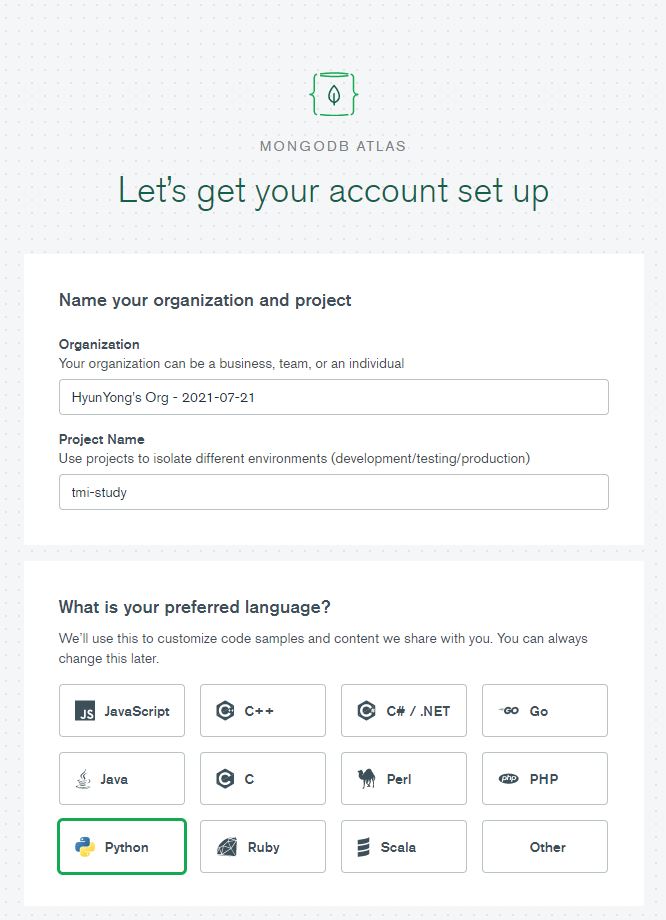 MONGODB ATLAS
Let's get your account set up
Name your organization and project
Organization
Your organization can be a business, team, or an individual
HyunYong's Org - 2021-07-21
Project Name
Use projects to isolate different environments (development/testing/production)
tmi-study
What is your preferred language?
We'll use this to customize code samples and content we share with you. You can always
change this later.
JS JavaScript
C++
C# / .NET
GO Go
Java
C C
Perl
php PHP
Python
Ruby
Scala
Other